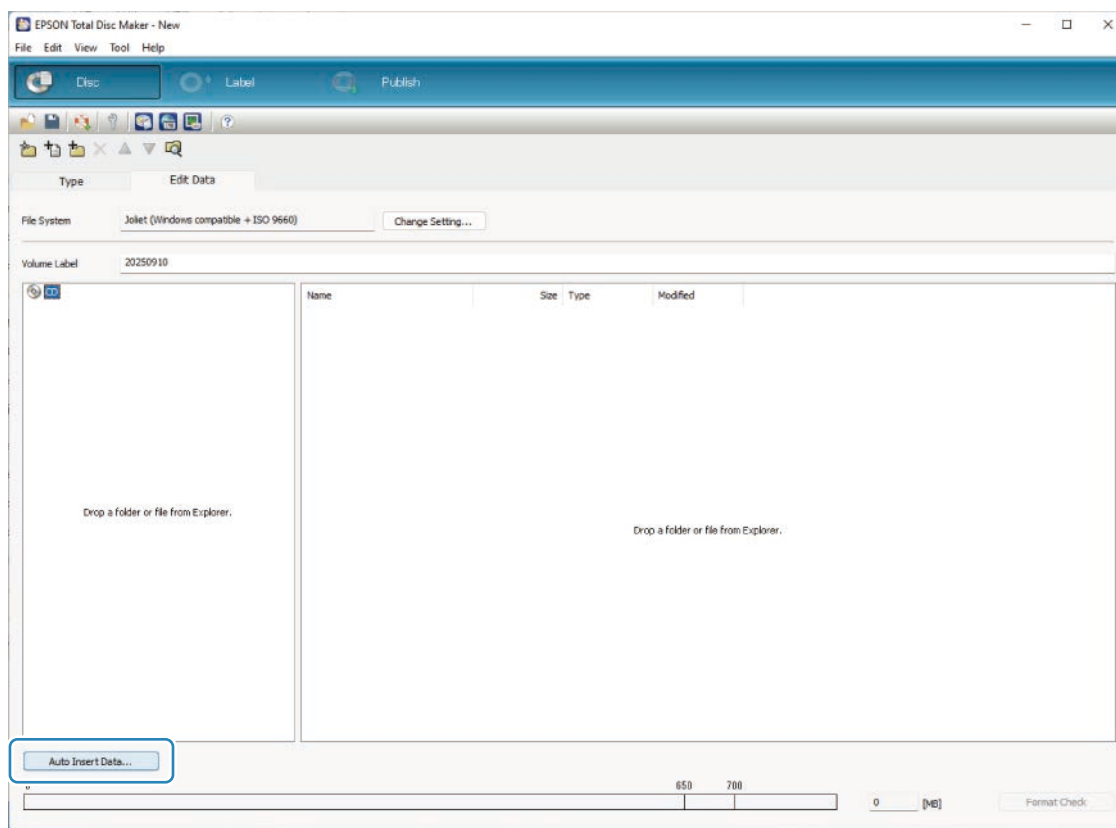 EPSON Total Disc Maker - New
File Edit View Tool Help
Disc Label Publish
Type Edit Data
File System Joliet (Windows compatible + ISO 9660) Change Setting...
Volume Label 20250910
Name Size Type Modified
Drop a folder or file from Explorer.
Drop a folder or file from Explorer.
Auto Insert Data...
0 650 700
0 [MB] Format Check